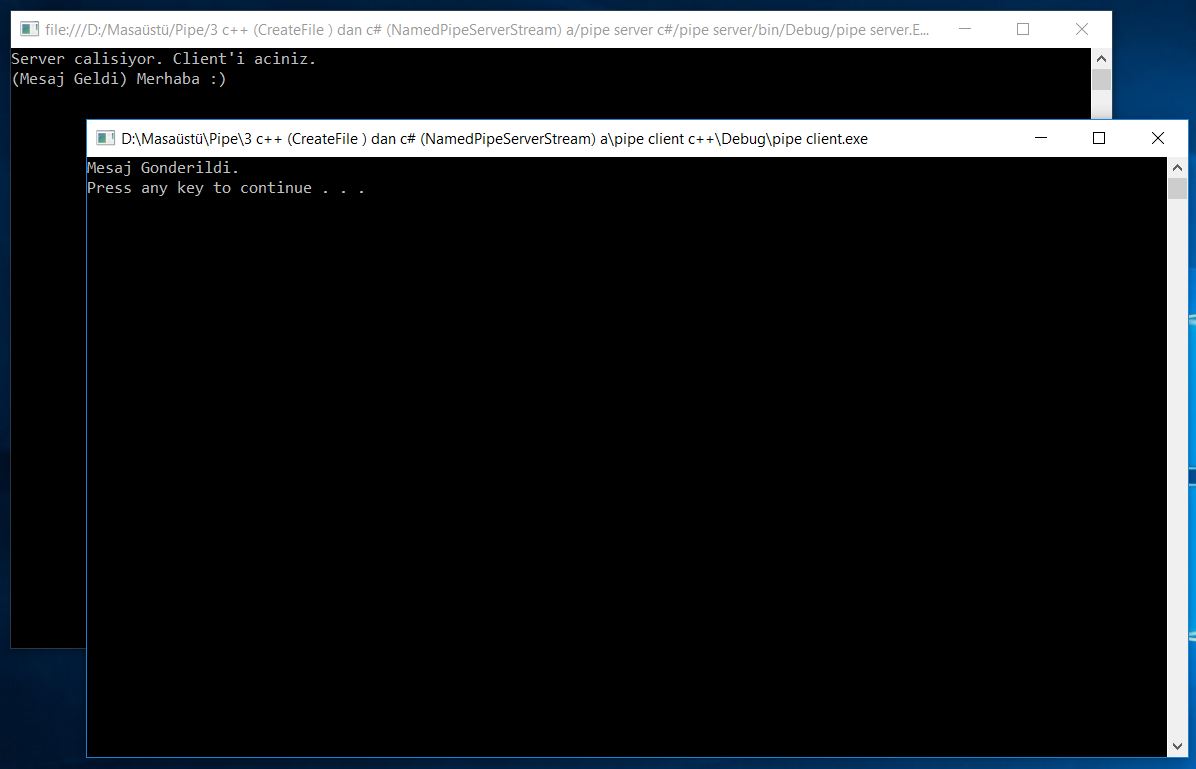 file:///D:/Masaüstü/Pipe/3 c++ (CreateFile ) dan c# (NamedPipeServerStream) a/pipe server c#/pipe server/bin/Debug/pipe server.E...
Server calisiyor. Client'i aciniz.
(Mesaj Geldi) Merhaba :)
D:\Masaüstü\Pipe\3 c++ (CreateFile ) dan c# (NamedPipeServerStream) a\pipe client c++\Debug\pipe client.exe
Mesaj Gonderildi.
Press any key to continue . . .